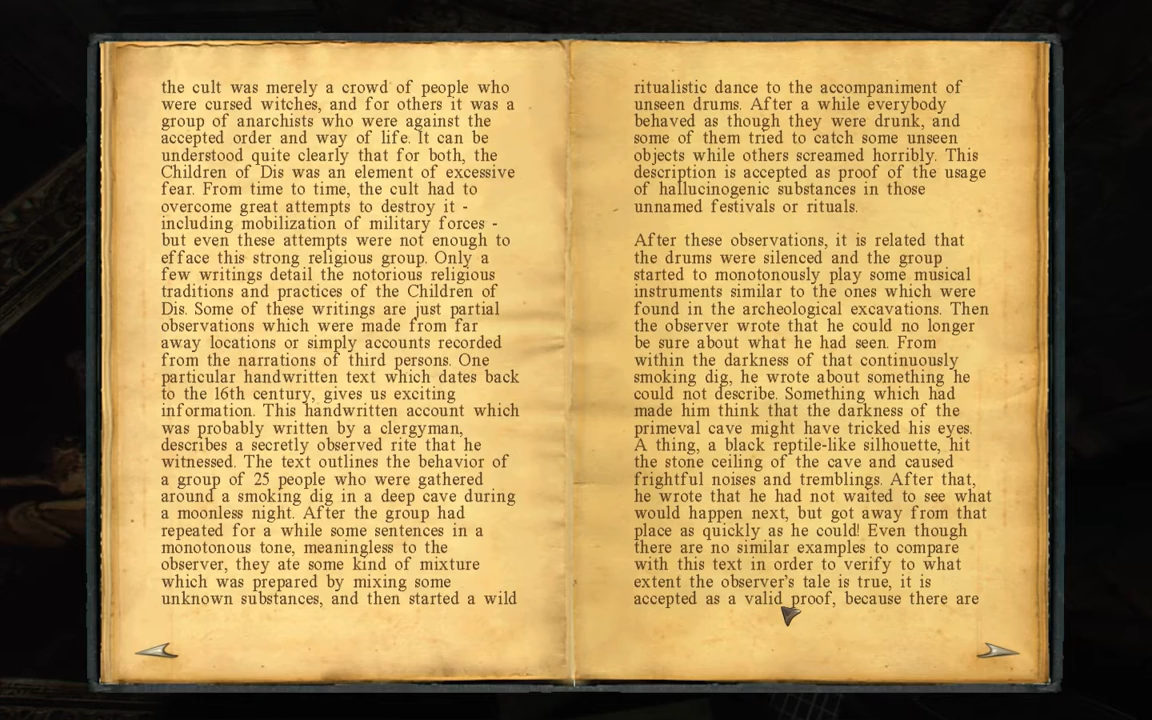 the cult was merely a crowd of people who
were cursed witches, and for others it was a
group of anarchists who were against the
accepted order and way of life. It can be
understood quite clearly that for both, the
Children of Dis was an element of excessive
fear. From time to time, the cult had to
overcome great attempts to destroy it -
including mobilization of military forces -
but even these attempts were not enough to
efface this strong religious group. Only a
few writings detail the notorious religious
traditions and practices of the Children of
Dis. Some of these writings are just partial
observations which were made from far
away locations or simply accounts recorded
from the narrations of third persons. One
particular handwritten text which dates back
to the 16th century, gives us exciting
information. This handwritten account which
was probably written by a clergyman,
describes a secretly observed rite that he
witnessed. The text outlines the behavior of
a group of 25 people who were gathered
around a smoking dig in a deep cave during
a moonless night. After the group had
repeated for a while some sentences in a
monotonous tone, meaningless to the
observer, they ate some kind of mixture
which was prepared by mixing some
unknown substances, and then started a wild
ritualistic dance to the accompaniment of
unseen drums. After a while everybody
behaved as though they were drunk, and
some of them tried to catch some unseen
objects while others screamed horribly. This
description is accepted as proof of the usage
of hallucinogenic substances in those
unnamed festivals or rituals.
After these observations, it is related that
the drums were silenced and the group
started to monotonously play some musical
instruments similar to the ones which were
found in the archeological excavations. Then
the observer wrote that he could no longer
be sure about what he had seen. From
within the darkness of that continuously
smoking dig, he wrote about something he
could not describe. Something which had
made him think that the darkness of the
primeval cave might have tricked his eyes.
A thing, a black reptile-like silhouette, hit
the stone ceiling of the cave and caused
frightful noises and tremblings. After that,
he wrote that he had not waited to see what
would happen next, but got away from that
place as quickly as he could! Even though
there are no similar examples to compare
with this text in order to verify to what
extent the observer's tale is true, it is
accepted as a valid proof, because there are